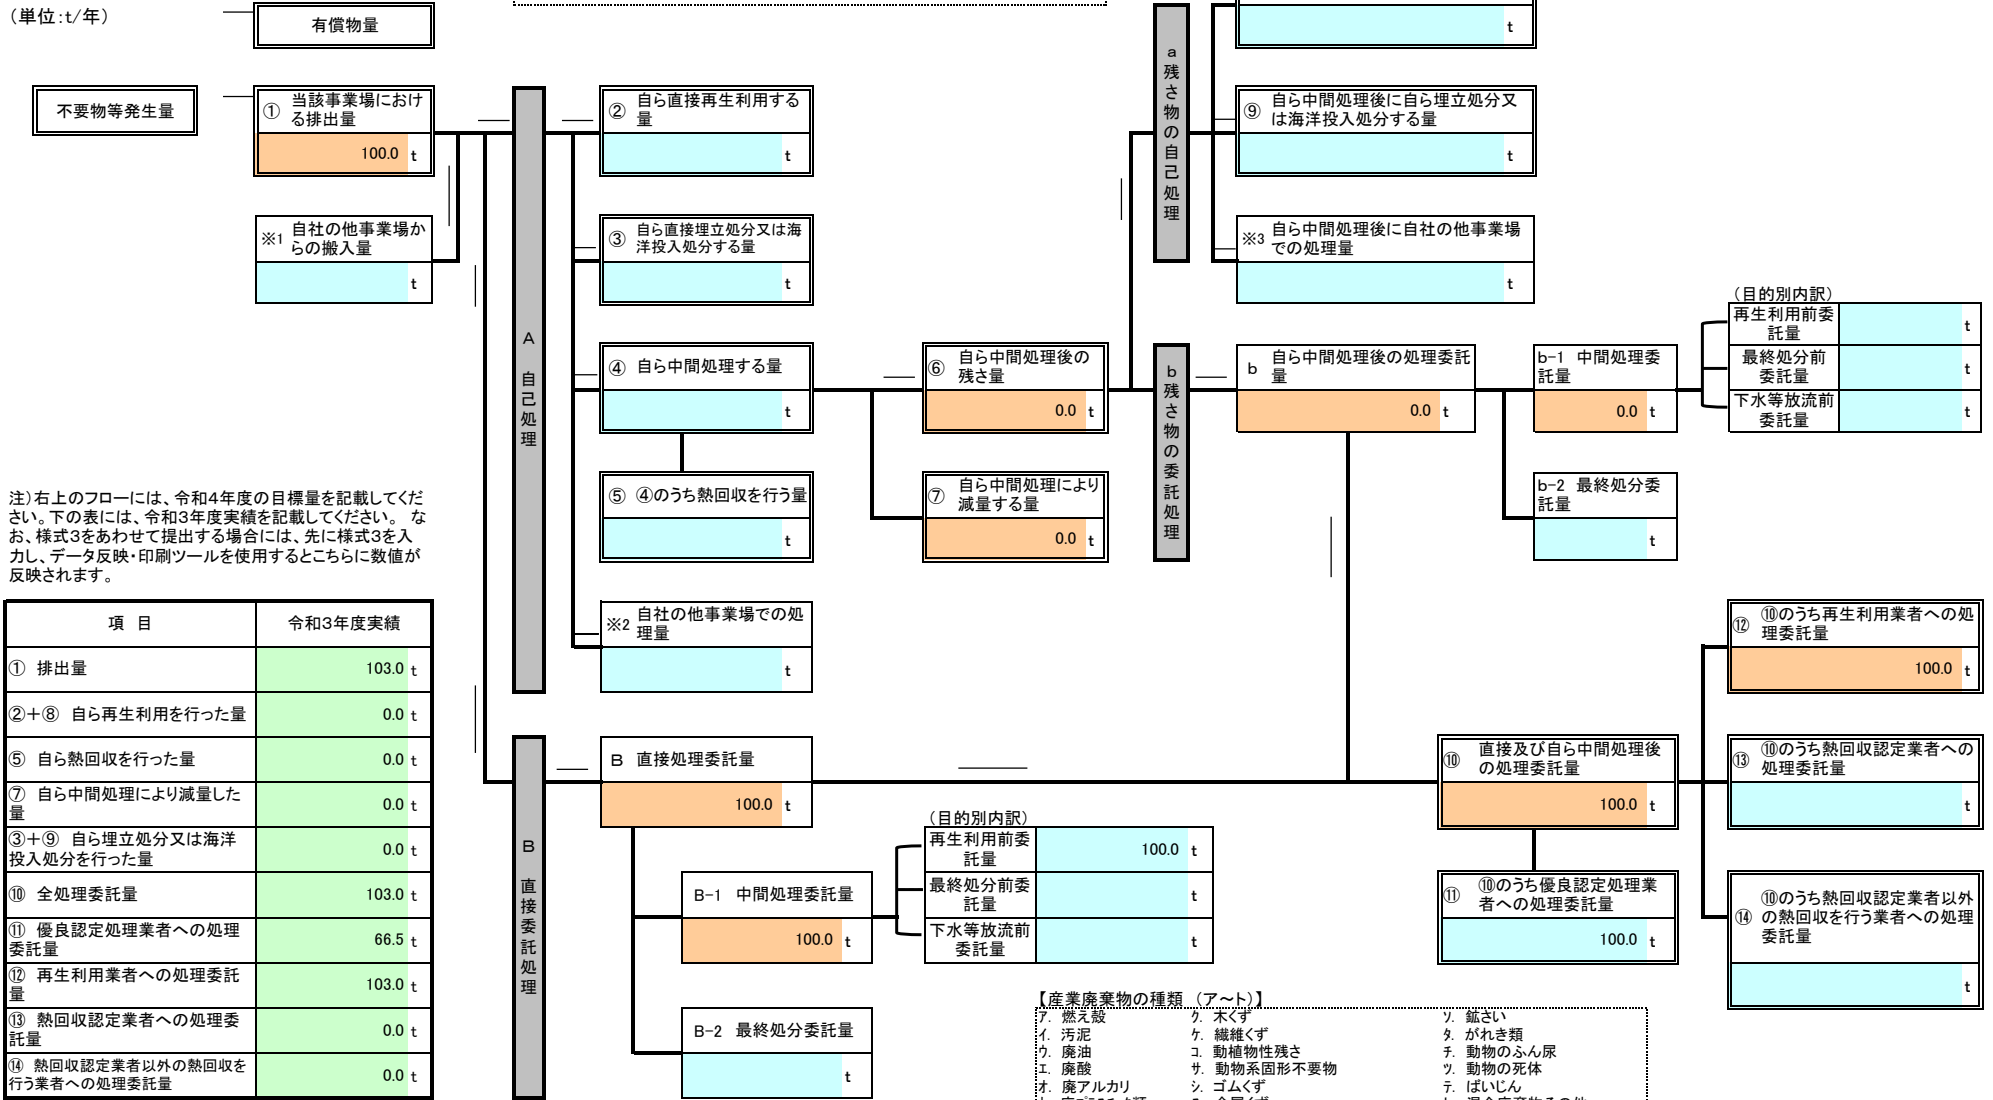 （単位：t/年）
有償物量
t
不要物等発生量
① 当該事業場におけ
る排出量
100.0 t
※1 自社の他事業場か
らの搬入量
t
A 自己処理
② 自ら直接再生利用する
量
t
③ 自ら直接埋立処分又は海
洋投入処分する量
t
④ 自ら中間処理する量
t
⑤ ④のうち熱回収を行う量
t
※2 自社の他事業場での処
理量
t
⑥ 自ら中間処理後の
残さ量
0.0 t
⑦ 自ら中間処理により
減量する量
0.0 t
a 残さ物の自己処理
⑨ 自ら中間処理後に自ら埋立処分又
は海洋投入処分する量
t
※3 自ら中間処理後に自社の他事業場
での処理量
t
b 残さ物の委託処理
b 自ら中間処理後の処理委託
量
0.0 t
b-1 中間処理委
託量
0.0 t
b-2 最終処分委
託量
t
（目的別内訳）
再生利用前委
託量
t
最終処分前
委託量
t
下水等放流前
委託量
t
注）右上のフローには、令和4年度の目標量を記載してくだ
さい。下の表には、令和3年度実績を記載してください。 な
お、様式3をあわせて提出する場合には、先に様式3を入
力し、データ反映・印刷ツールを使用するとこちらに数値が
反映されます。
項 目 令和3年度実績
① 排出量 103.0 t
②＋⑧ 自ら再生利用を行った量 0.0 t
⑤ 自ら熱回収を行った量 0.0 t
⑦ 自ら中間処理により減量した
量 0.0 t
③＋⑨ 自ら埋立処分又は海洋
投入処分を行った量 0.0 t
⑩ 全処理委託量 103.0 t
⑪ 優良認定処理業者への処理
委託量 66.5 t
⑫ 再生利用業者への処理委託
量 103.0 t
⑬ 熱回収認定業者への処理委
託量 0.0 t
⑭ 熱回収認定業者以外の熱回収を
行う業者への処理委託量 0.0 t
B 直接委託処理
B 直接処理委託量
100.0 t
B-1 中間処理委託量
100.0 t
B-2 最終処分委託量
t
（目的別内訳）
再生利用前委
託量
100.0 t
最終処分前委
託量
t
下水等放流前
委託量
t
⑩ 直接及び自ら中間処理後
の処理委託量
100.0 t
⑪ ⑩のうち優良認定処理業
者への処理委託量
100.0 t
⑫ ⑩のうち再生利用業者への処
理委託量
100.0 t
⑬ ⑩のうち熱回収認定業者への
処理委託量
t
⑭ ⑩のうち熱回収認定業者以外
の熱回収を行う業者への処理
委託量
t
【産業廃棄物の種類 （ア～ト）】
ア. 燃え殻 ク. 木くず ソ. 鉱さい
イ. 汚泥 ケ. 繊維くず タ. がれき類
ウ. 廃油 コ. 動植物性残さ チ. 動物のふん尿
エ. 廃酸 サ. 動物系固形不要物 ツ. 動物の死体
オ. 廃アルカリ シ. ゴムくず テ. ばいじん